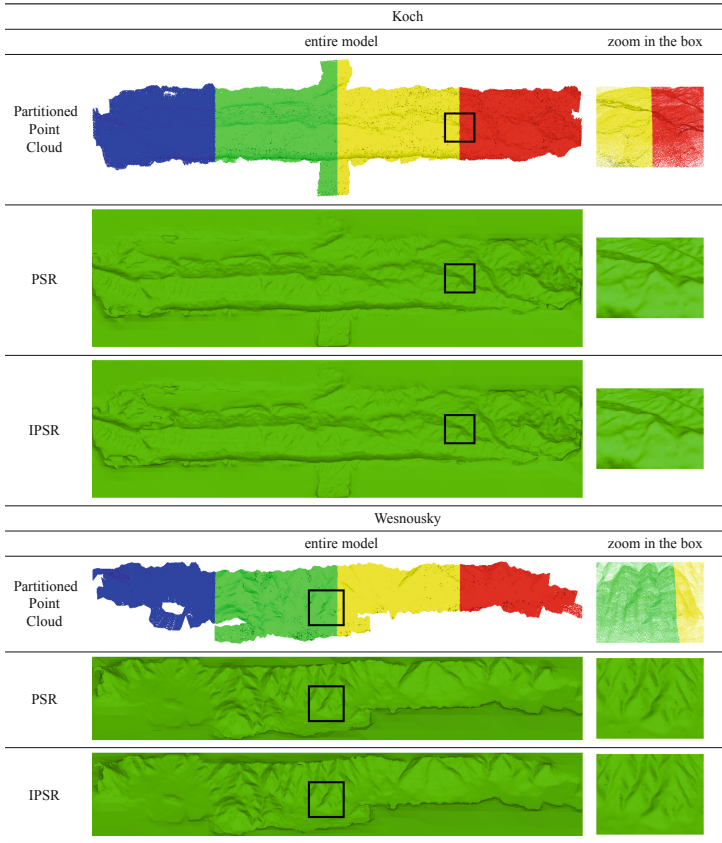 Koch
entire model
zoom in the box
Partitioned
Point
Cloud
PSR
IPSR
Wesnousky
entire model
zoom in the box
Partitioned
Point
Cloud
PSR
IPSR